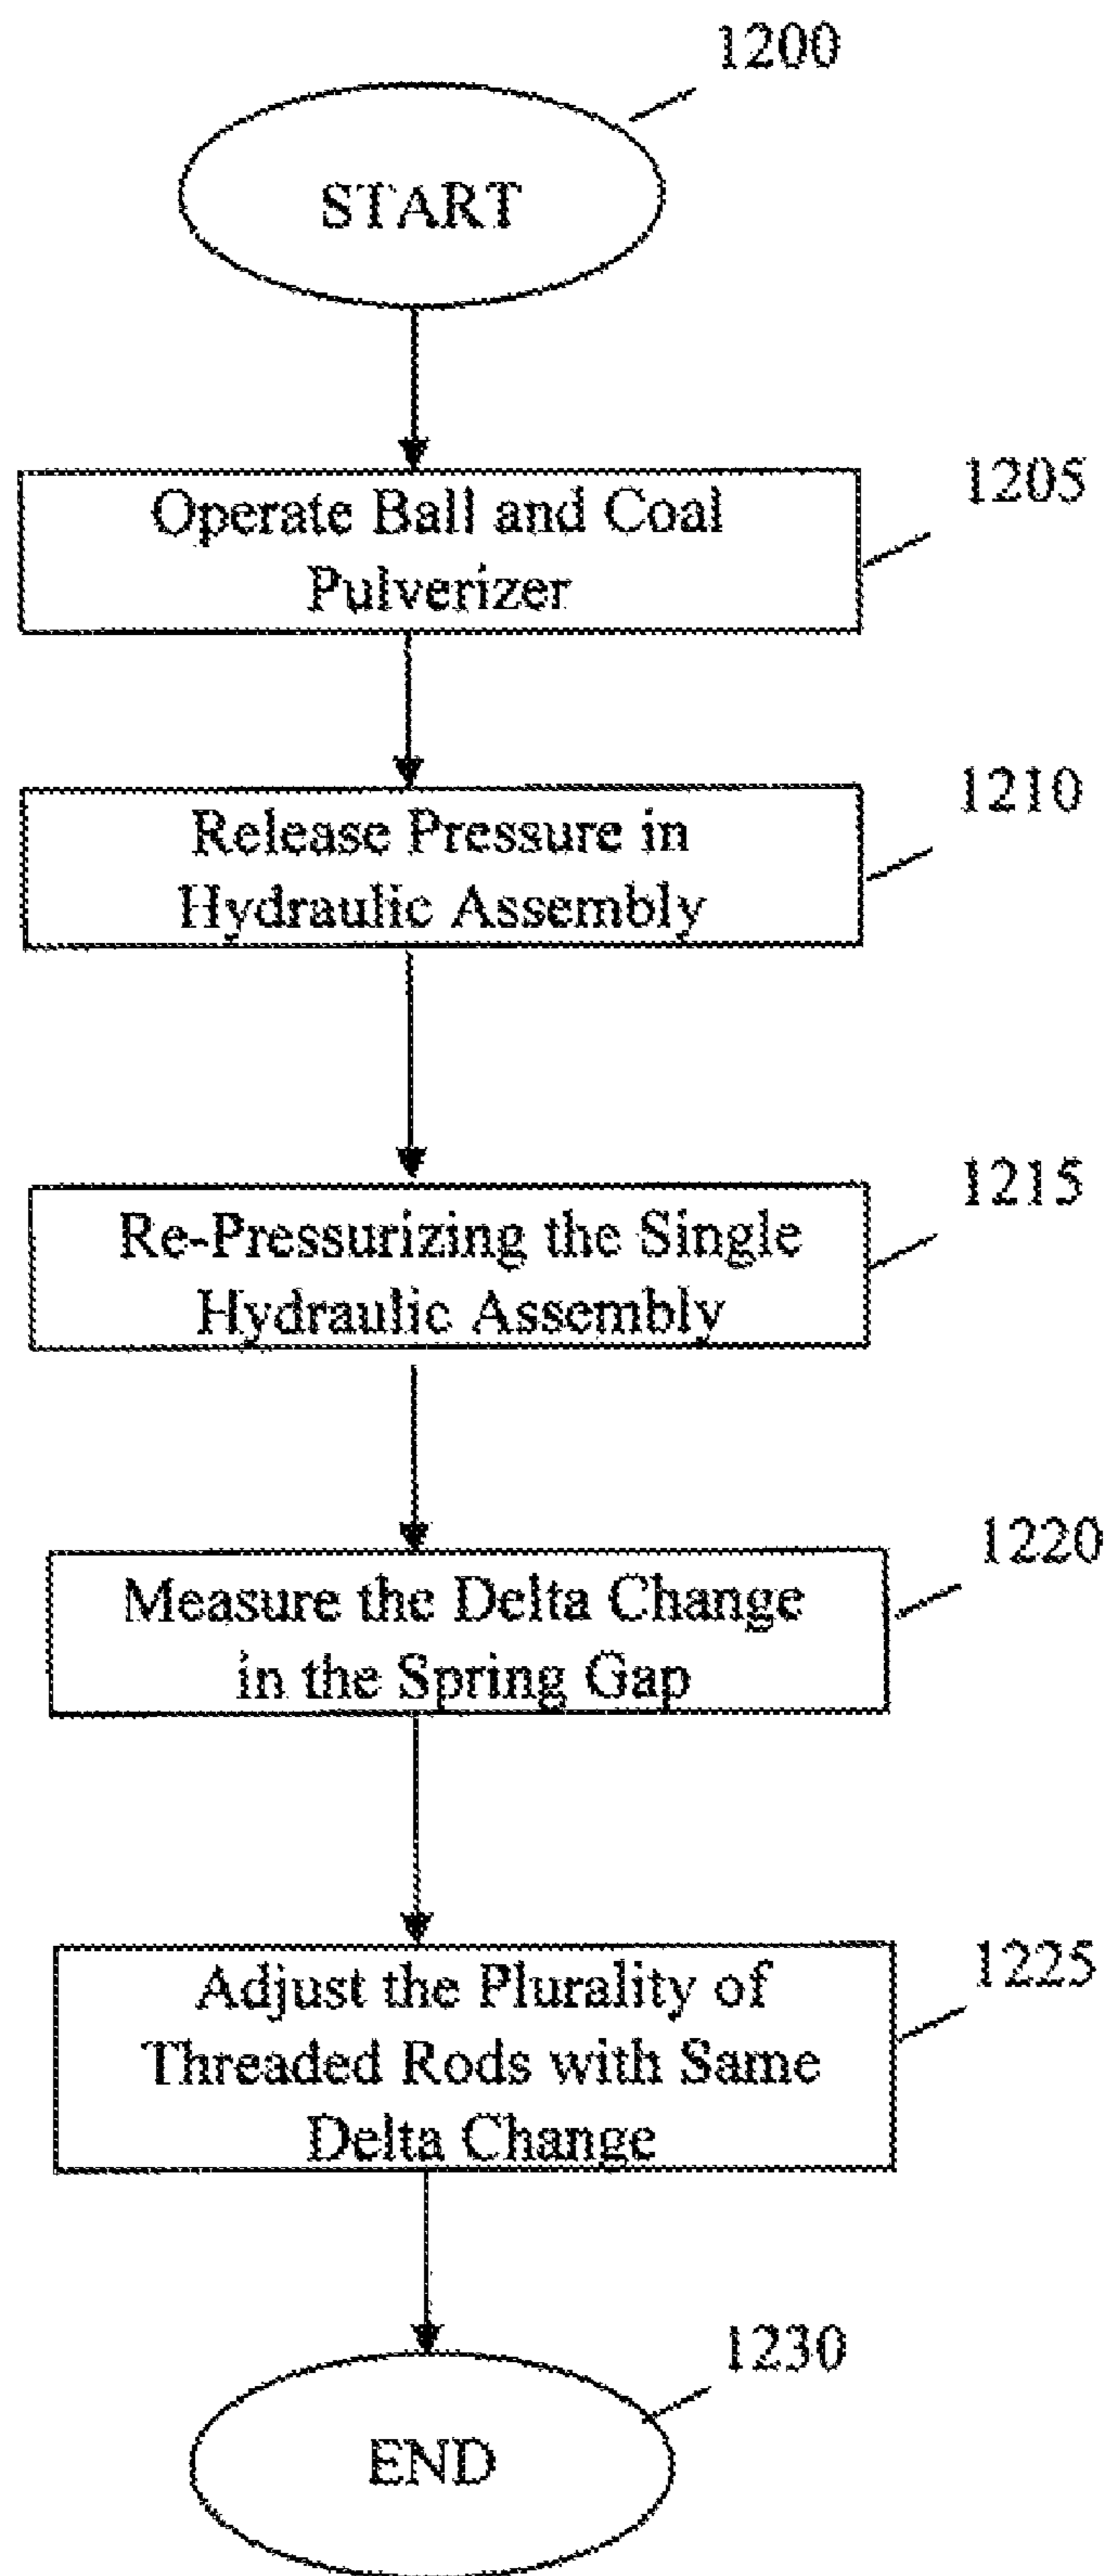 1200
START
1205
Operate Ball and Coal
Pulverizer
1210
Release Pressure in
Hydraulic Assembly
1215
Re-Pressurizing the Single
Hydraulic Assembly
1220
Measure the Delta Change
in the Spring Gap
1225
Adjust the Plurality of
Threaded Rods with Same
Delta Change
1230
END